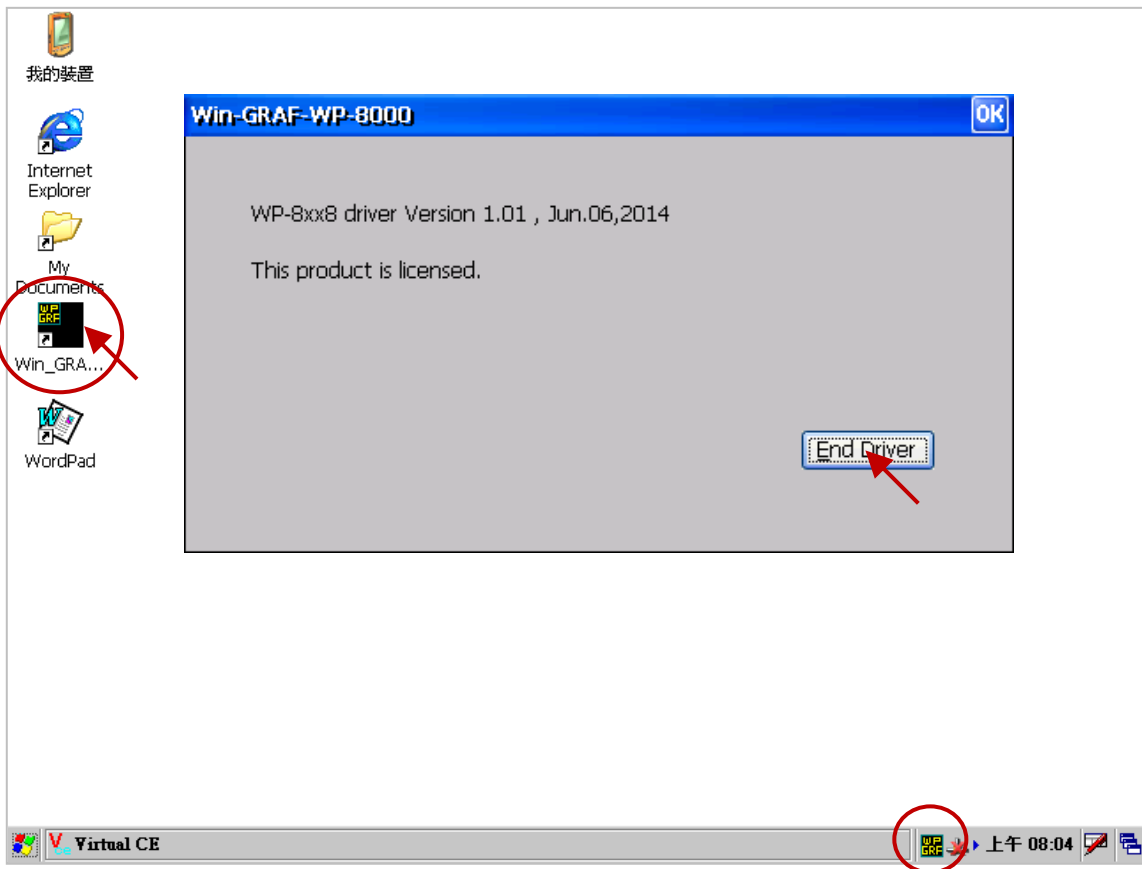 我的裝置
Internet
Explorer
My
Documents
WP
GRF
Win_GRA...
WordPad
Win-GRAF-WP-8000
OK
WP-8xx8 driver Version 1.01 , Jun.06,2014
This product is licensed.
End Driver
Virtual CE
WP
GRF
上午 08:04